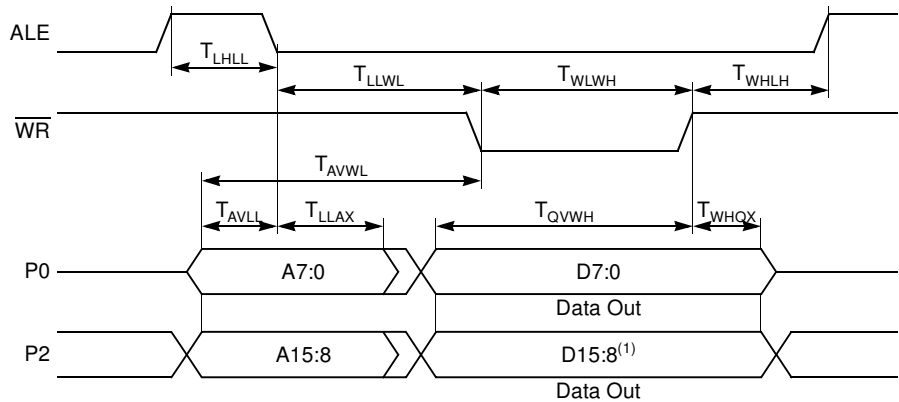 ALE
T_LHLL
T_LLWL
T_WLWH
T_WHLH
WR
T_AVWL
T_AVLL
T_LLAX
T_QVWH
T_WHQX
P0
A7:0
D7:0
Data Out
P2
A15:8
D15:8(1)
Data Out